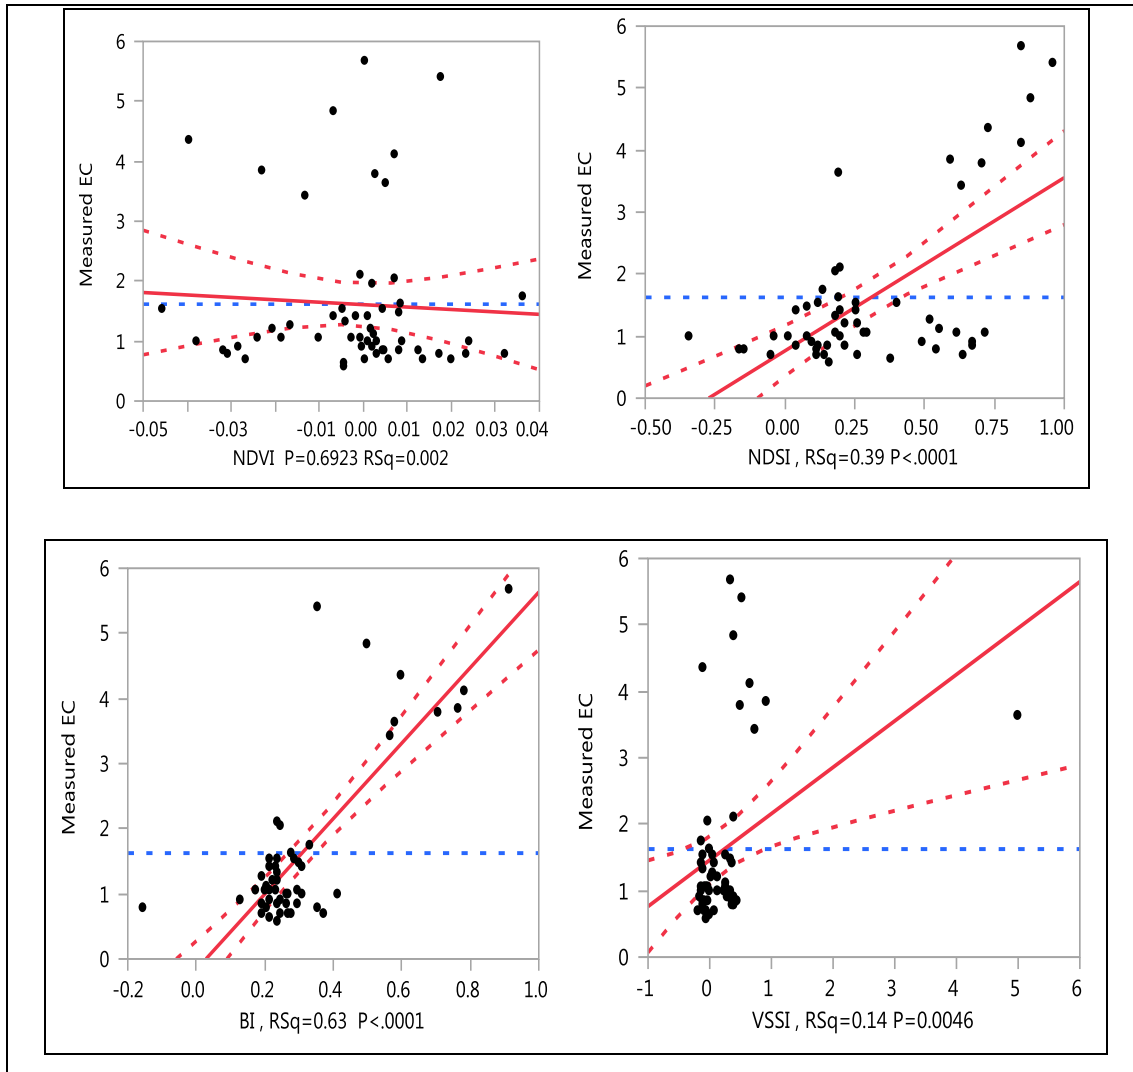 6
5
4
3
2
1
0
Measured EC
-0.05 -0.03 -0.01 0.00 0.01 0.02 0.03 0.04
NDVI P=0.6923 RSq=0.002
6
5
4
3
2
1
0
Measured EC
-0.50 -0.25 0.00 0.25 0.50 0.75 1.00
NDSI , RSq=0.39 P<.0001
6
5
4
3
2
1
0
Measured EC
-0.2 0.0 0.2 0.4 0.6 0.8 1.0
BI , RSq=0.63 P<.0001
6
5
4
3
2
1
0
Measured EC
-1 0 1 2 3 4 5 6
VSSI , RSq=0.14 P=0.0046